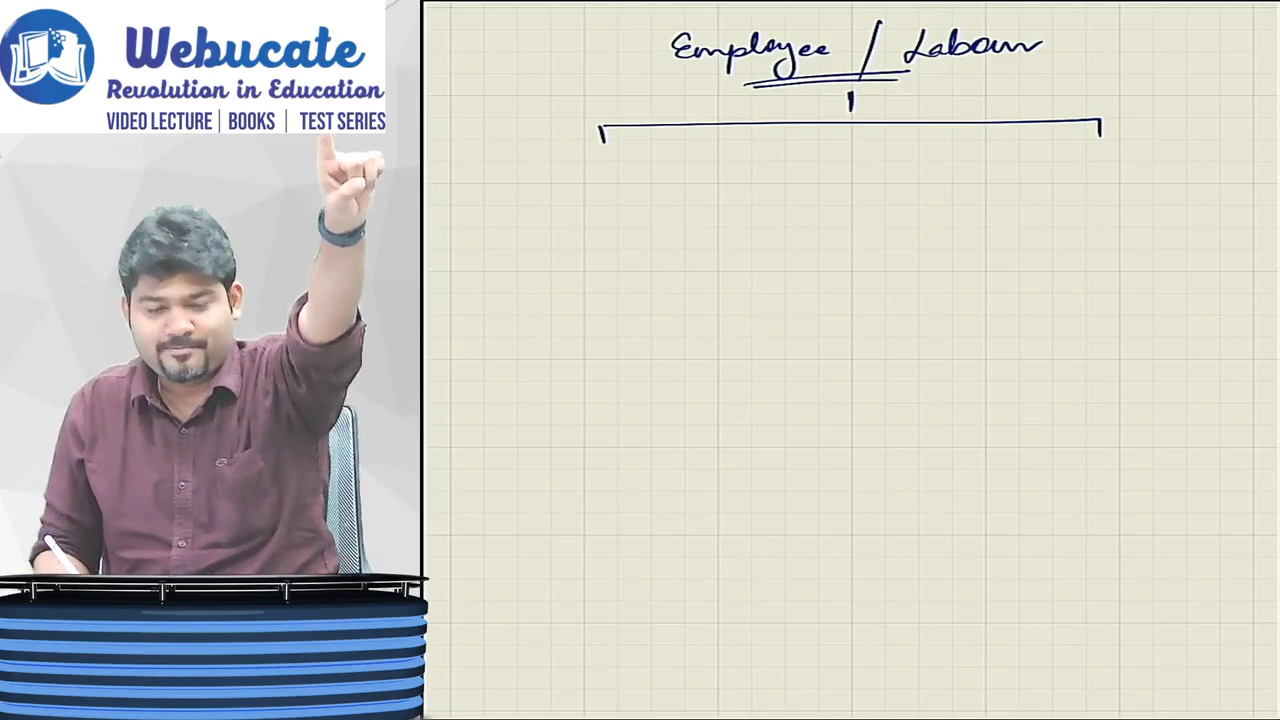 Webucate
Revolution in Education
VIDEO LECTURE | BOOKS | TEST SERIES
Employee / Labour